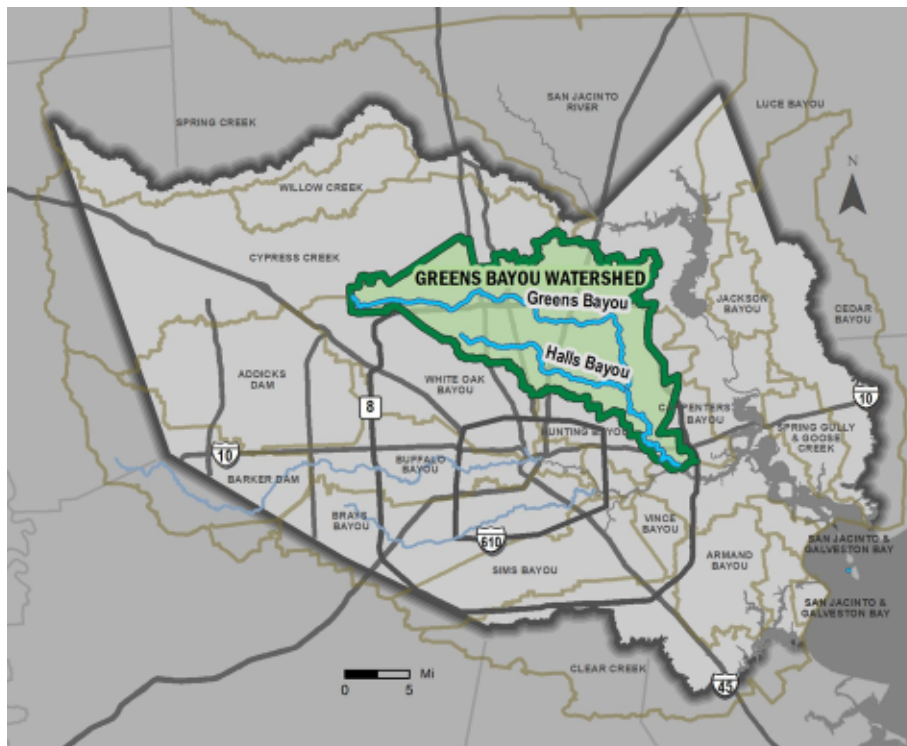 SAN JACINTO
RIVER
LUCE BAYOU
SPRING CREEK
N
WILLOW CREEK
CYPRESS CREEK
GREENS BAYOU WATERSHED
Greens Bayou
JACKSON
BAYOU
CEDAR
BAYOU
Halls Bayou
ADDICKS
DAM
WHITE OAK
BAYOU
8
CARPENTERS
BAYOU
10
HUNTING BAYOU
SPRING GULLY
& GOOSE
CREEK
10
BUFFALO
BAYOU
BARKER DAM
BRAYS
BAYOU
VINCE
BAYOU
610
SAN JACINTO &
GALVESTON BAY
ARMAND
BAYOU
SIMS BAYOU
SAN JACINTO &
GALVESTON BAY
CLEAR CREEK
Mi
0 5
45